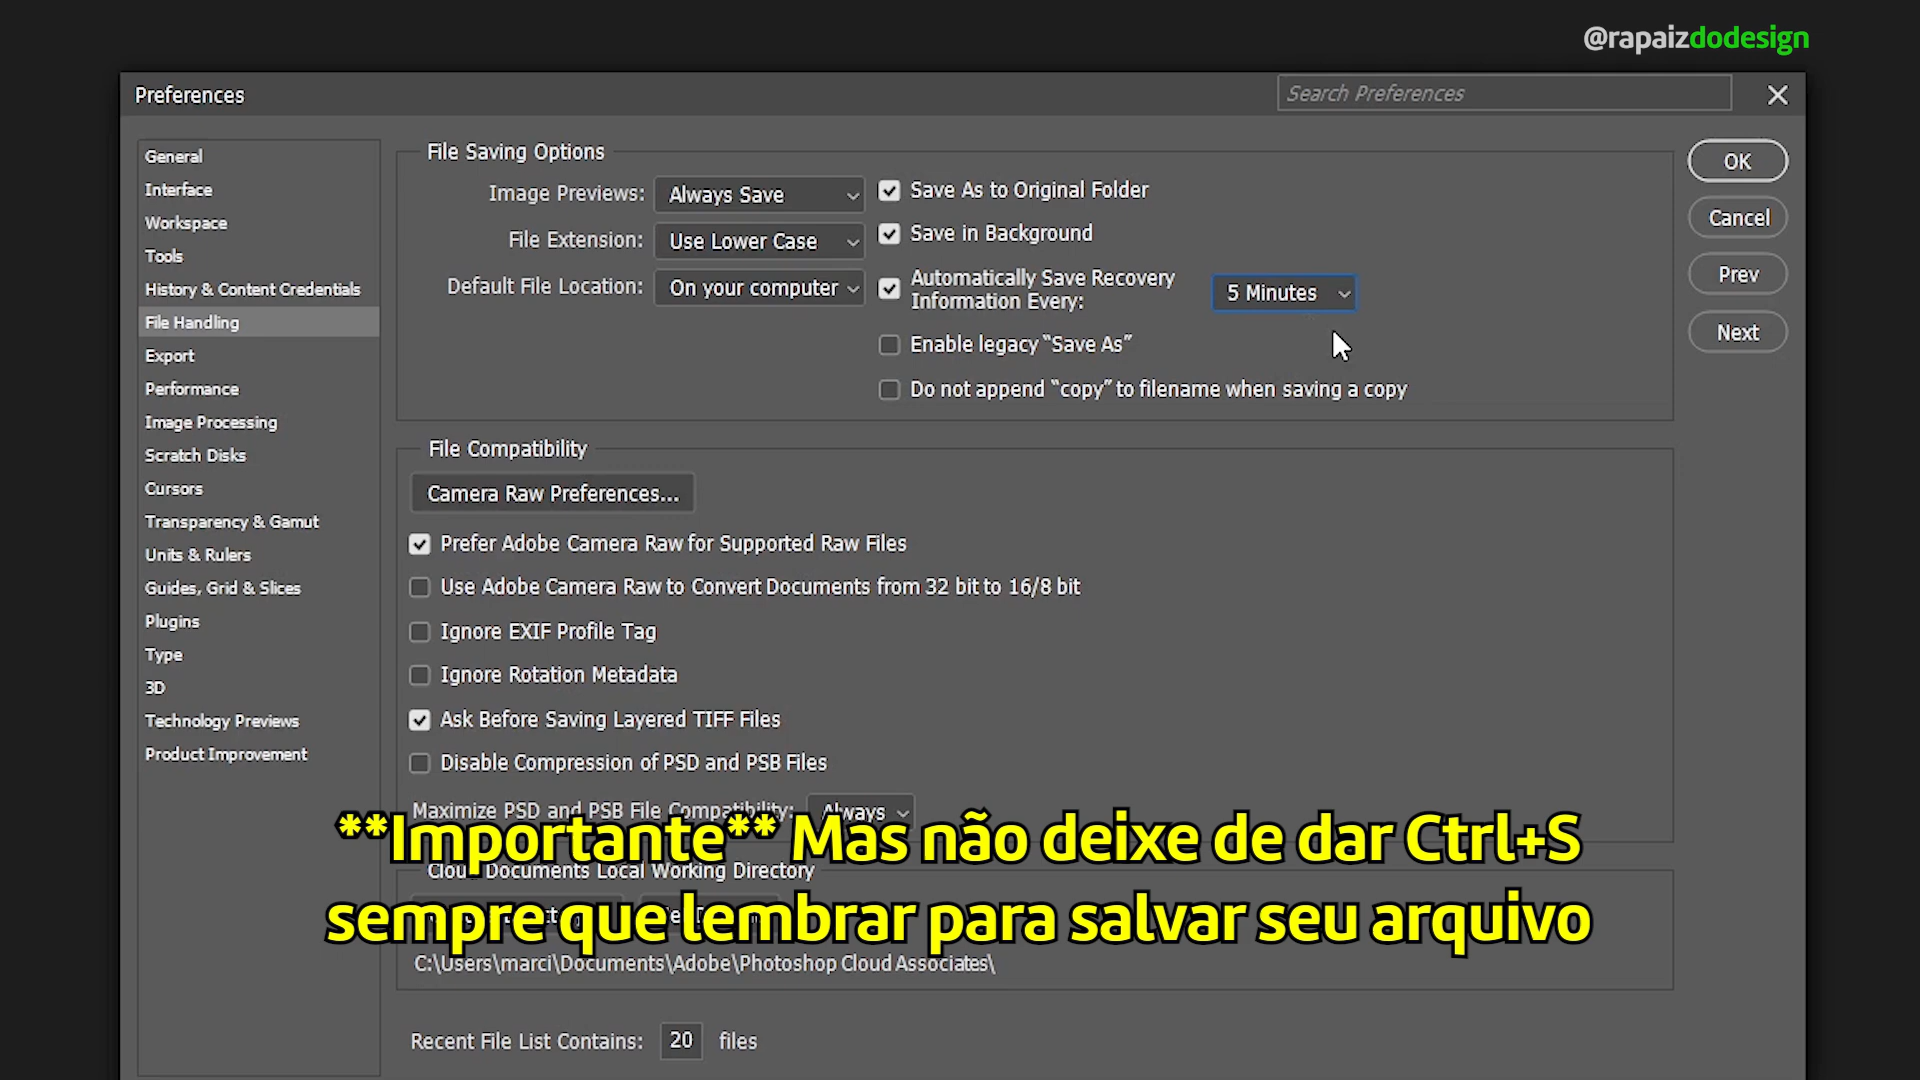 @rapaizdodesign
Preferences
Search Preferences
General
Interface
Workspace
Tools
History & Content Credentials
File Handling
Export
Performance
Image Processing
Scratch Disks
Cursors
Transparency & Gamut
Units & Rulers
Guides, Grid & Slices
Plugins
Type
3D
Technology Previews
Product Improvement
File Saving Options
Image Previews: Always Save
File Extension: Use Lower Case
Default File Location: On your computer
Save As to Original Folder
Save in Background
Automatically Save Recovery
Information Every: 5 Minutes
Enable legacy “Save As”
Do not append “copy” to filename when saving a copy
OK
Cancel
Prev
Next
File Compatibility
Camera Raw Preferences...
Prefer Adobe Camera Raw for Supported Raw Files
Use Adobe Camera Raw to Convert Documents from 32 bit to 16/8 bit
Ignore EXIF Profile Tag
Ignore Rotation Metadata
Ask Before Saving Layered TIFF Files
Disable Compression of PSD and PSB Files
Maximize PSD and PSB File Compatibility: Always
**Importante** Mas não deixe de dar Ctrl+S
Cloud Documents Local Working Directory
sempre que lembrar para salvar seu arquivo
C:\Users\marci\Documents\Adobe\Photoshop Cloud Associates\
Recent File List Contains: 20 files